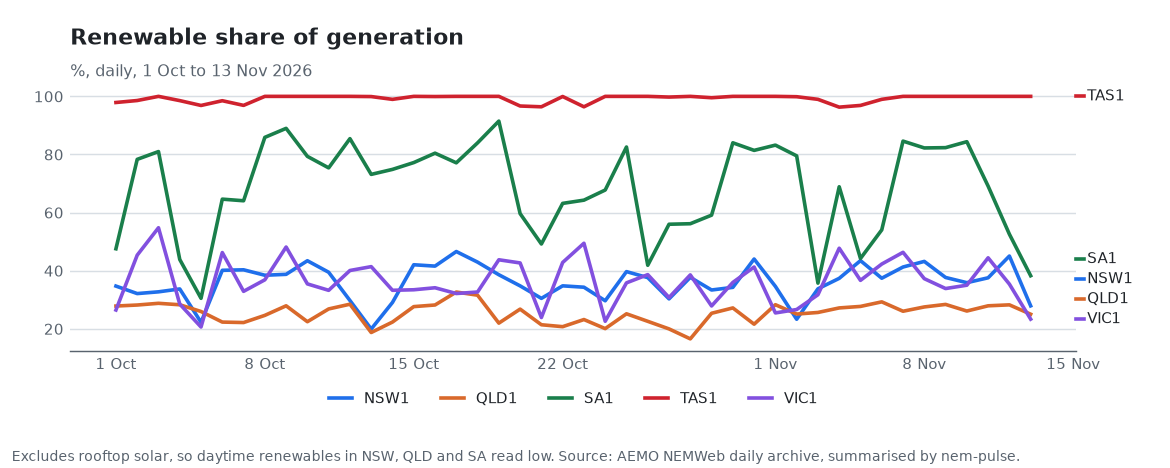 Renewable share of generation
%, daily, 1 Oct to 13 Nov 2026
100
80
60
40
20
TAS1
SA1
NSW1
QLD1
VIC1
1 Oct 8 Oct 15 Oct 22 Oct 1 Nov 8 Nov 15 Nov
NSW1 QLD1 SA1 TAS1 VIC1
Excludes rooftop solar, so daytime renewables in NSW, QLD and SA read low. Source: AEMO NEMWeb daily archive, summarised by nem-pulse.